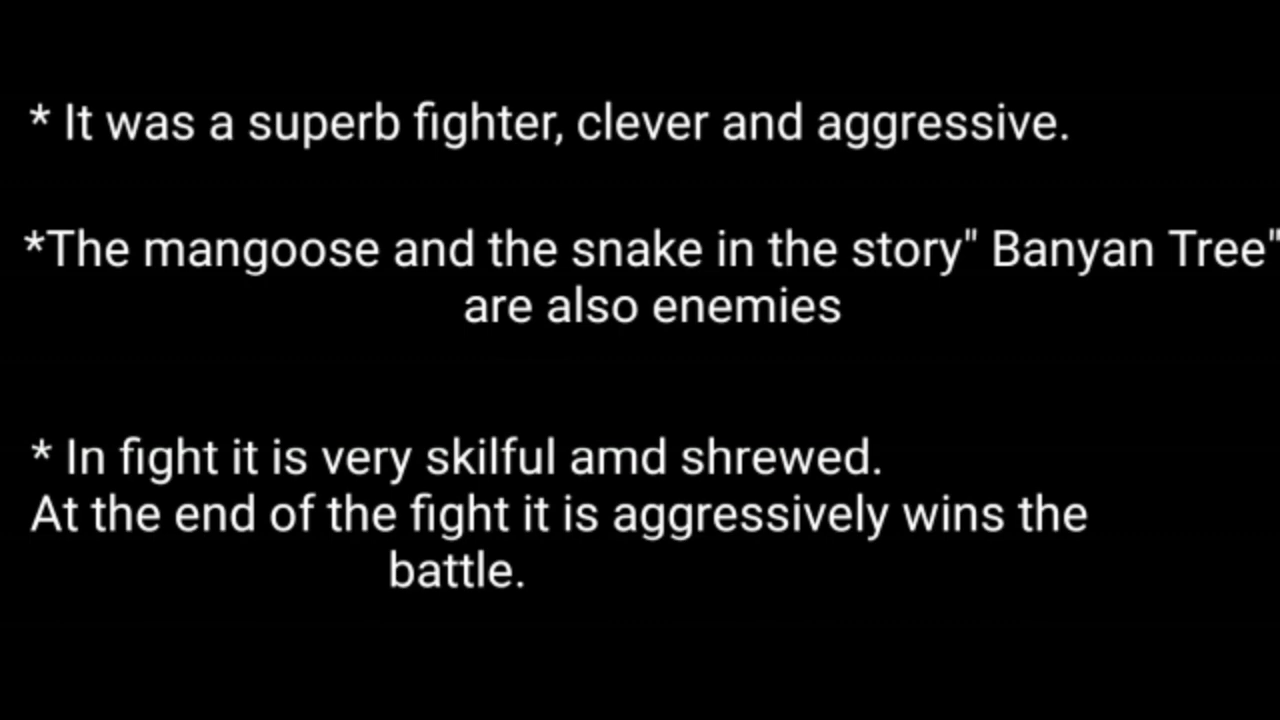 * It was a superb fighter, clever and aggressive.
*The mangoose and the snake in the story" Banyan Tree"
are also enemies
* In fight it is very skilful amd shrewed.
At the end of the fight it is aggressively wins the
battle.